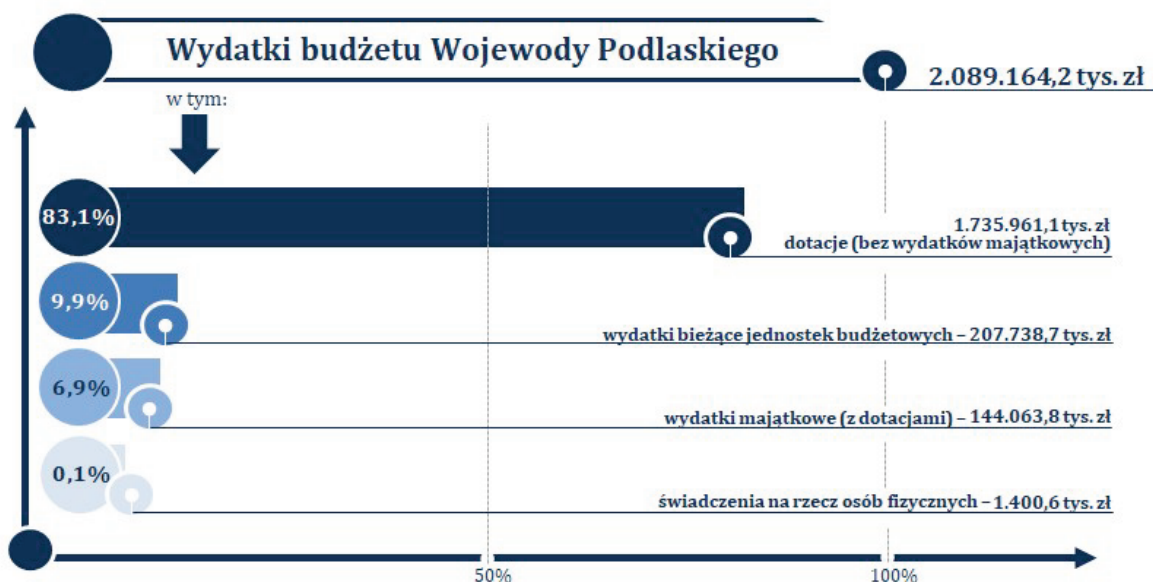 Wydatki budżetu Wojewody Podlaskiego
2.089.164,2 tys. zł
w tym:
83,1%
1.735.961,1 tys. zł
dotacje (bez wydatków majątkowych)
9,9%
wydatki bieżące jednostek budżetowych – 207.738,7 tys. zł
6,9%
wydatki majątkowe (z dotacjami) – 144.063,8 tys. zł
0,1%
świadczenia na rzecz osób fizycznych – 1.400,6 tys. zł
50%
100%